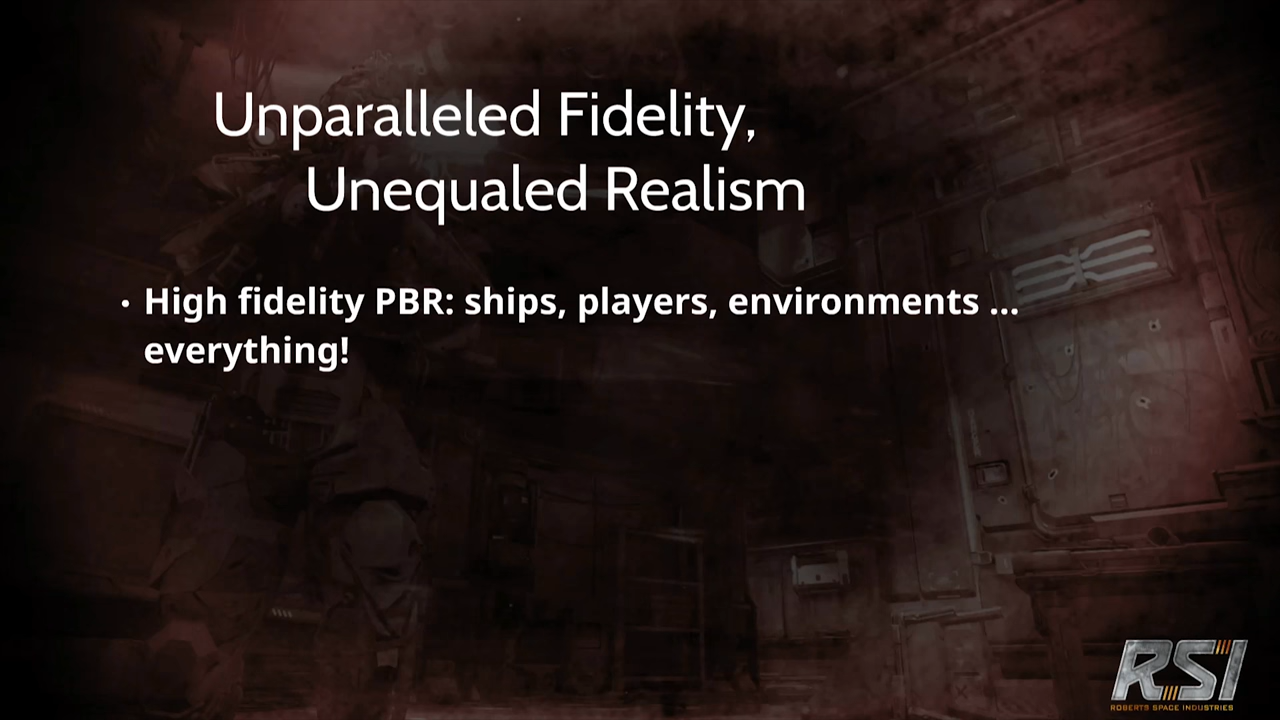 Unparalleled Fidelity,
Unequaled Realism
• High fidelity PBR: ships, players, environments ...
everything!
RSI
ROBERTS SPACE INDUSTRIES